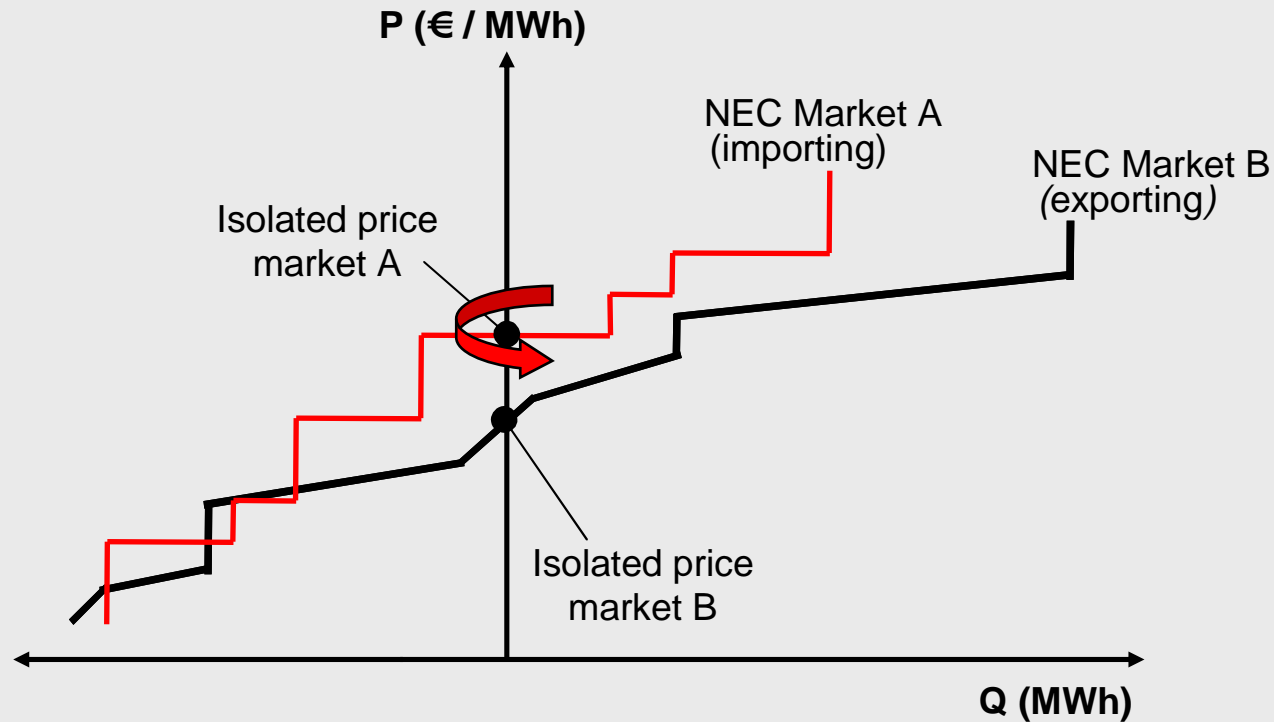 P (€ / MWh)
NEC Market A
(importing)
NEC Market B
(exporting)
Isolated price
market A
Isolated price
market B
Q (MWh)